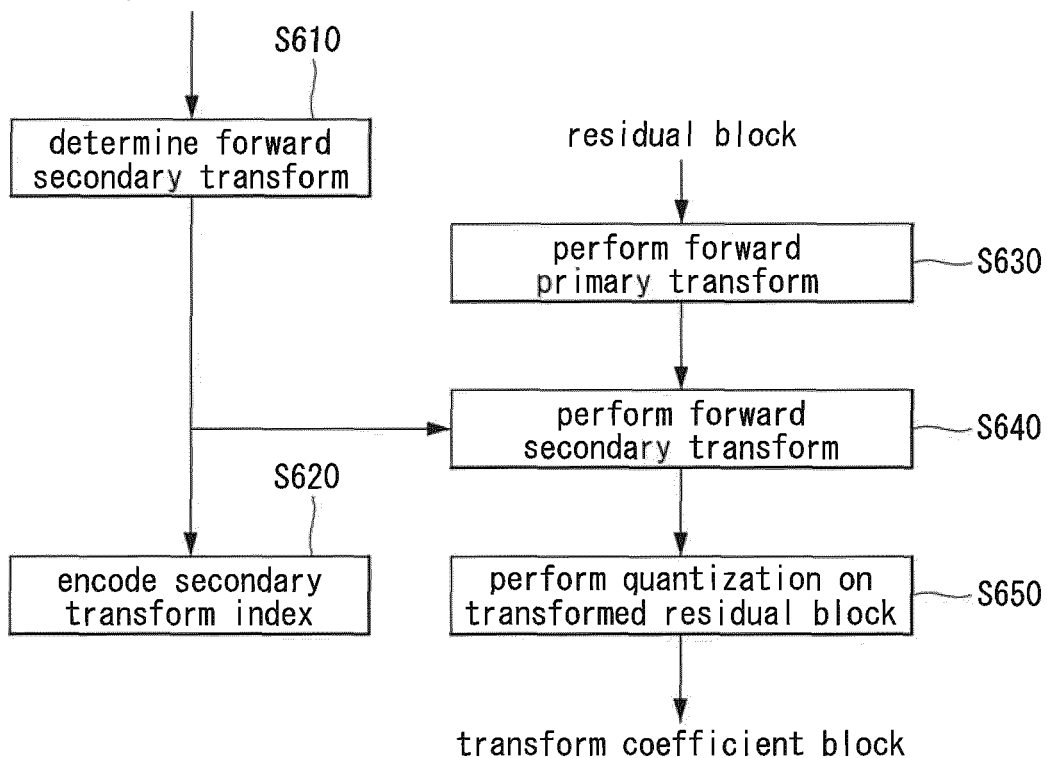 S610
determine forward
secondary transform
residual block
perform forward
primary transform
S630
perform forward
secondary transform
S640
S620
encode secondary
transform index
perform quantization on
transformed residual block
S650
transform coefficient block